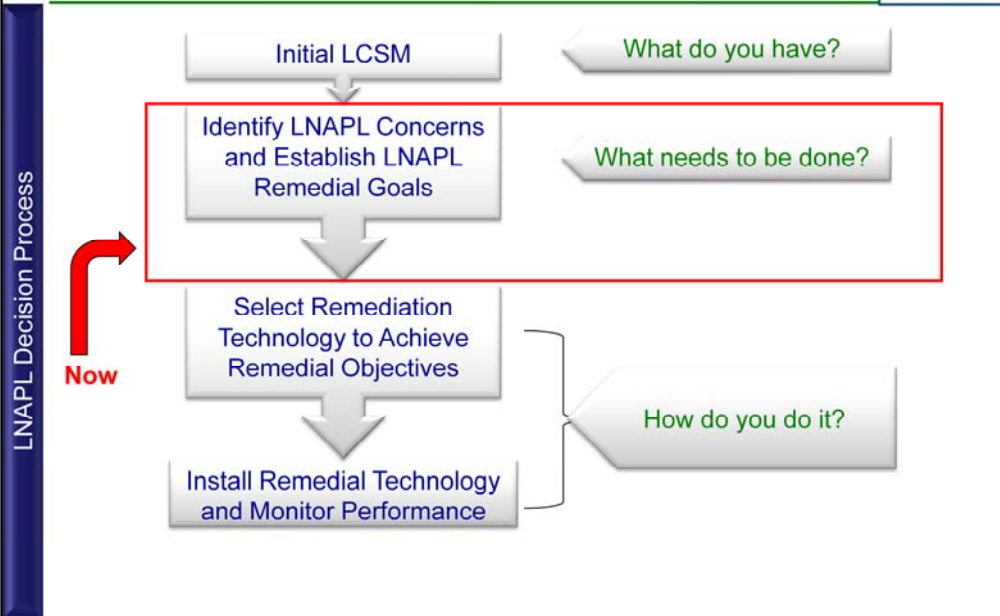 LNAPL Decision Process
Initial LCSM
What do you have?
Identify LNAPL Concerns
and Establish LNAPL
Remedial Goals
What needs to be done?
Now
Select Remediation
Technology to Achieve
Remedial Objectives
How do you do it?
Install Remedial Technology
and Monitor Performance